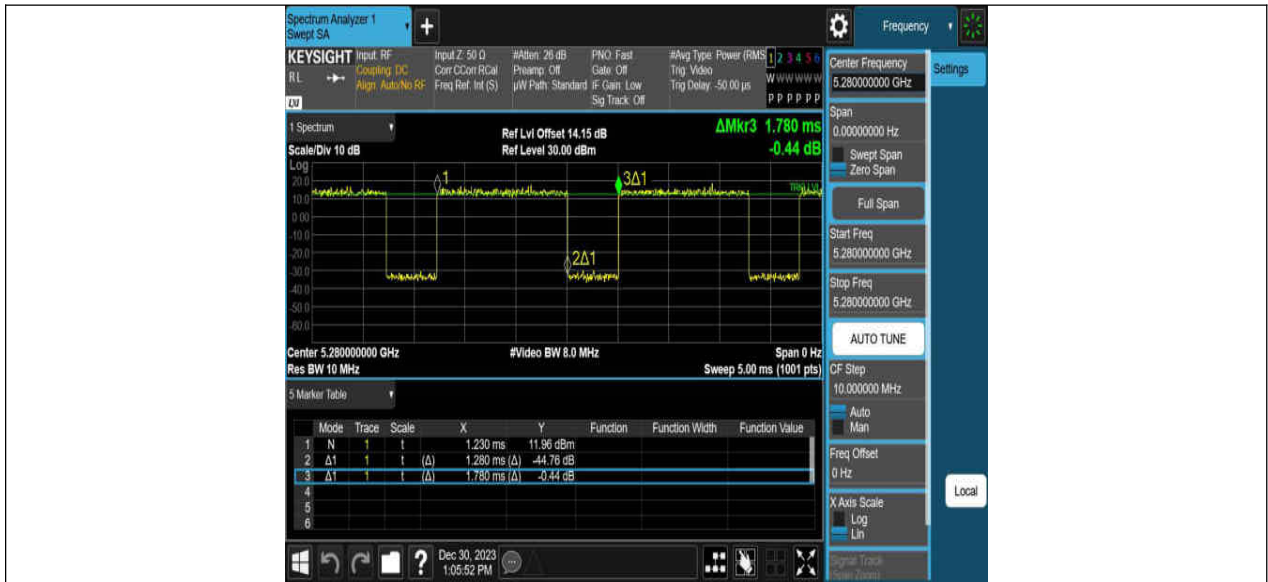 Spectrum Analyzer 1
Swept SA
+
Frequency
KEYSIGHT Input: RF
RL
Coupling: DC
Align: Auto/No RF
Input Z: 50 Ω
Corr CCorr RCal
Freq Ref: Int (S)
#Atten: 26 dB
Preamp: Off
µW Path: Standard
PNO: Fast
Gate: Off
IF Gain: Low
Sig Track: Off
#Avg Type: Power (RMS
Trig: Video
Trig Delay: -50.00 µs
1 2 3 4 5 6
W W W W W W
P P P P P P
1 Spectrum
Scale/Div 10 dB
Ref Lvl Offset 14.15 dB
Ref Level 30.00 dBm
ΔMkr3 1.780 ms
-0.44 dB
Log
20.0
10.0
0.00
-10.0
-20.0
-30.0
-40.0
-50.0
-60.0
1
3Δ1
2Δ1
TRIG LVL
Center 5.280000000 GHz
#Video BW 8.0 MHz
Span 0 Hz
Res BW 10 MHz
Sweep 5.00 ms (1001 pts)
5 Marker Table
Mode Trace Scale X Y Function Function Width Function Value
1 N 1 t 1.230 ms 11.96 dBm
2 Δ1 1 t (Δ) 1.280 ms (Δ) -44.76 dB
3 Δ1 1 t (Δ) 1.780 ms (Δ) -0.44 dB
4
5
6
?
Dec 30, 2023
1:05:52 PM
Center Frequency
5.280000000 GHz
Settings
Span
0.00000000 Hz
Swept Span
Zero Span
Full Span
Start Freq
5.280000000 GHz
Stop Freq
5.280000000 GHz
AUTO TUNE
CF Step
10.000000 MHz
Auto
Man
Freq Offset
0 Hz
X Axis Scale
Log
Lin
Signal Track
(Span Zoom)
Local